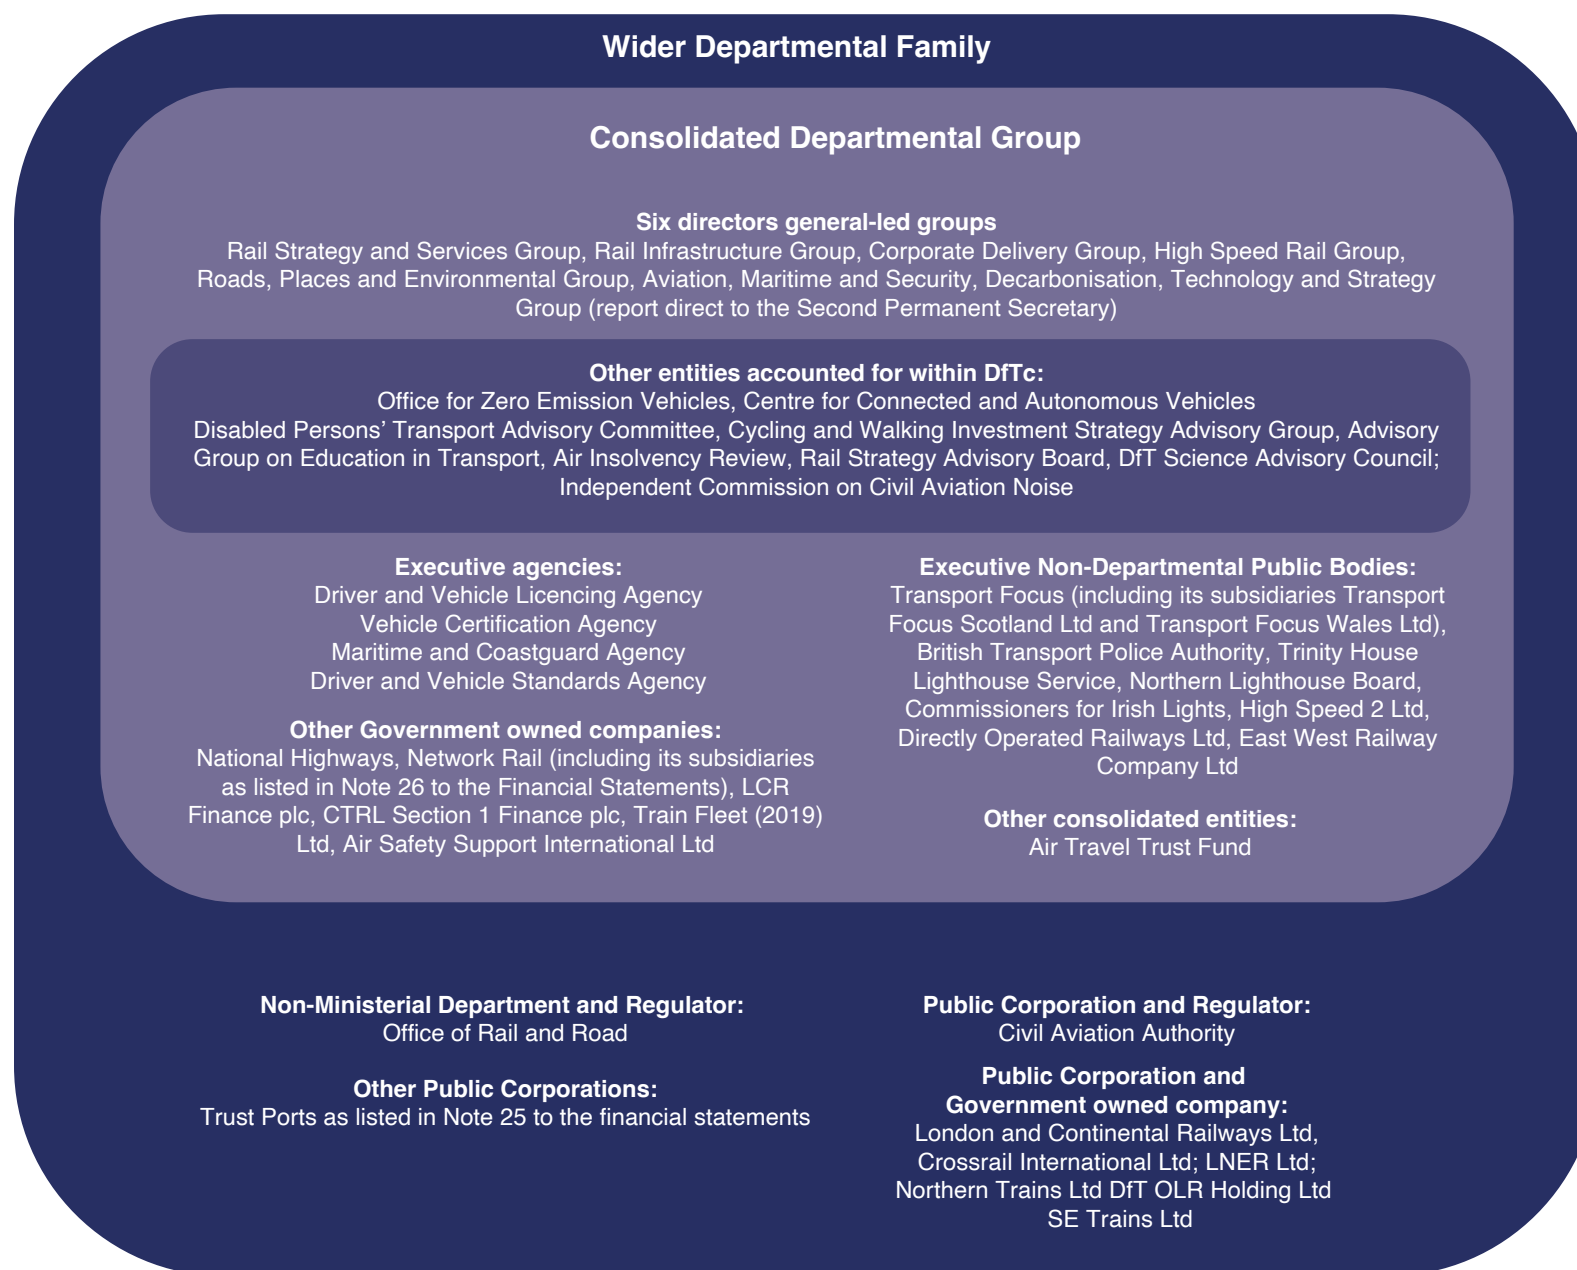 Wider Departmental Family
Consolidated Departmental Group
Six directors general-led groups
Rail Strategy and Services Group, Rail Infrastructure Group, Corporate Delivery Group, High Speed Rail Group,
Roads, Places and Environmental Group, Aviation, Maritime and Security, Decarbonisation, Technology and Strategy
Group (report direct to the Second Permanent Secretary)
Other entities accounted for within DfTc:
Office for Zero Emission Vehicles, Centre for Connected and Autonomous Vehicles
Disabled Persons’ Transport Advisory Committee, Cycling and Walking Investment Strategy Advisory Group, Advisory
Group on Education in Transport, Air Insolvency Review, Rail Strategy Advisory Board, DfT Science Advisory Council;
Independent Commission on Civil Aviation Noise
Executive agencies:
Driver and Vehicle Licencing Agency
Vehicle Certification Agency
Maritime and Coastguard Agency
Driver and Vehicle Standards Agency
Other Government owned companies:
National Highways, Network Rail (including its subsidiaries
as listed in Note 26 to the Financial Statements), LCR
Finance plc, CTRL Section 1 Finance plc, Train Fleet (2019)
Ltd, Air Safety Support International Ltd
Executive Non-Departmental Public Bodies:
Transport Focus (including its subsidiaries Transport
Focus Scotland Ltd and Transport Focus Wales Ltd),
British Transport Police Authority, Trinity House
Lighthouse Service, Northern Lighthouse Board,
Commissioners for Irish Lights, High Speed 2 Ltd,
Directly Operated Railways Ltd, East West Railway
Company Ltd
Other consolidated entities:
Air Travel Trust Fund
Non-Ministerial Department and Regulator:
Office of Rail and Road
Other Public Corporations:
Trust Ports as listed in Note 25 to the financial statements
Public Corporation and Regulator:
Civil Aviation Authority
Public Corporation and
Government owned company:
London and Continental Railways Ltd,
Crossrail International Ltd; LNER Ltd;
Northern Trains Ltd DfT OLR Holding Ltd
SE Trains Ltd